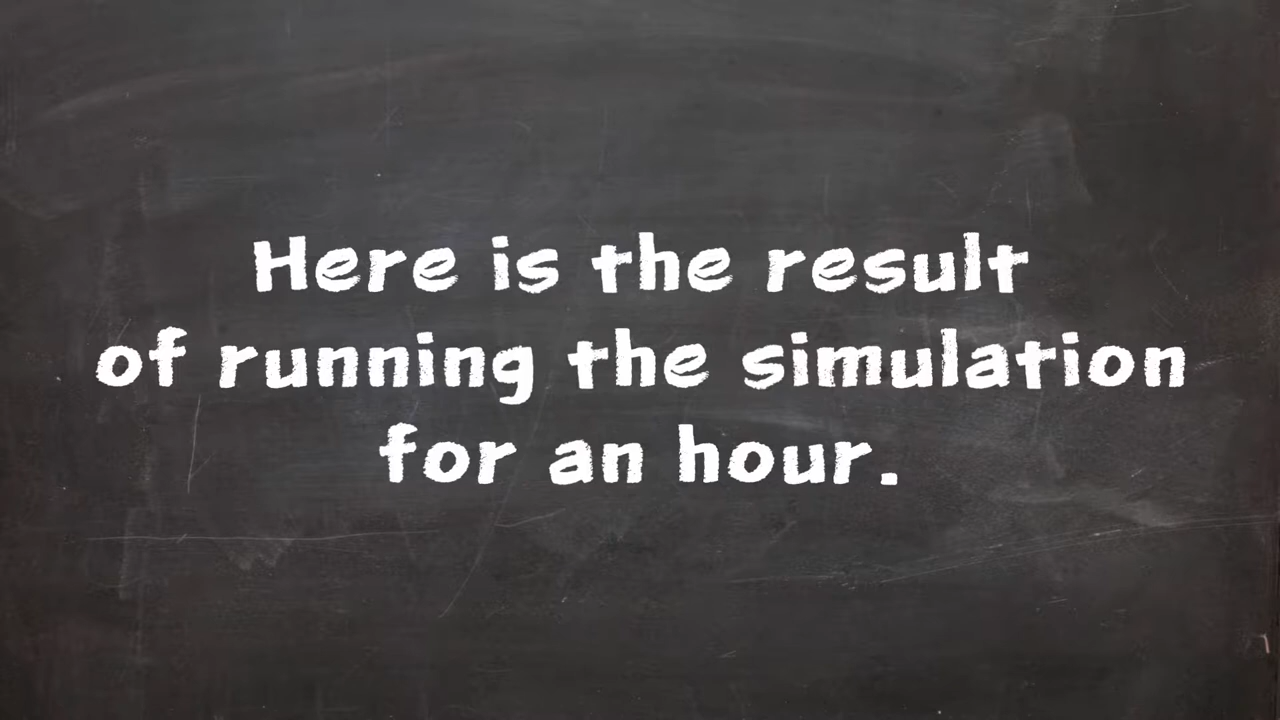 Here is the result
of running the simulation
for an hour.